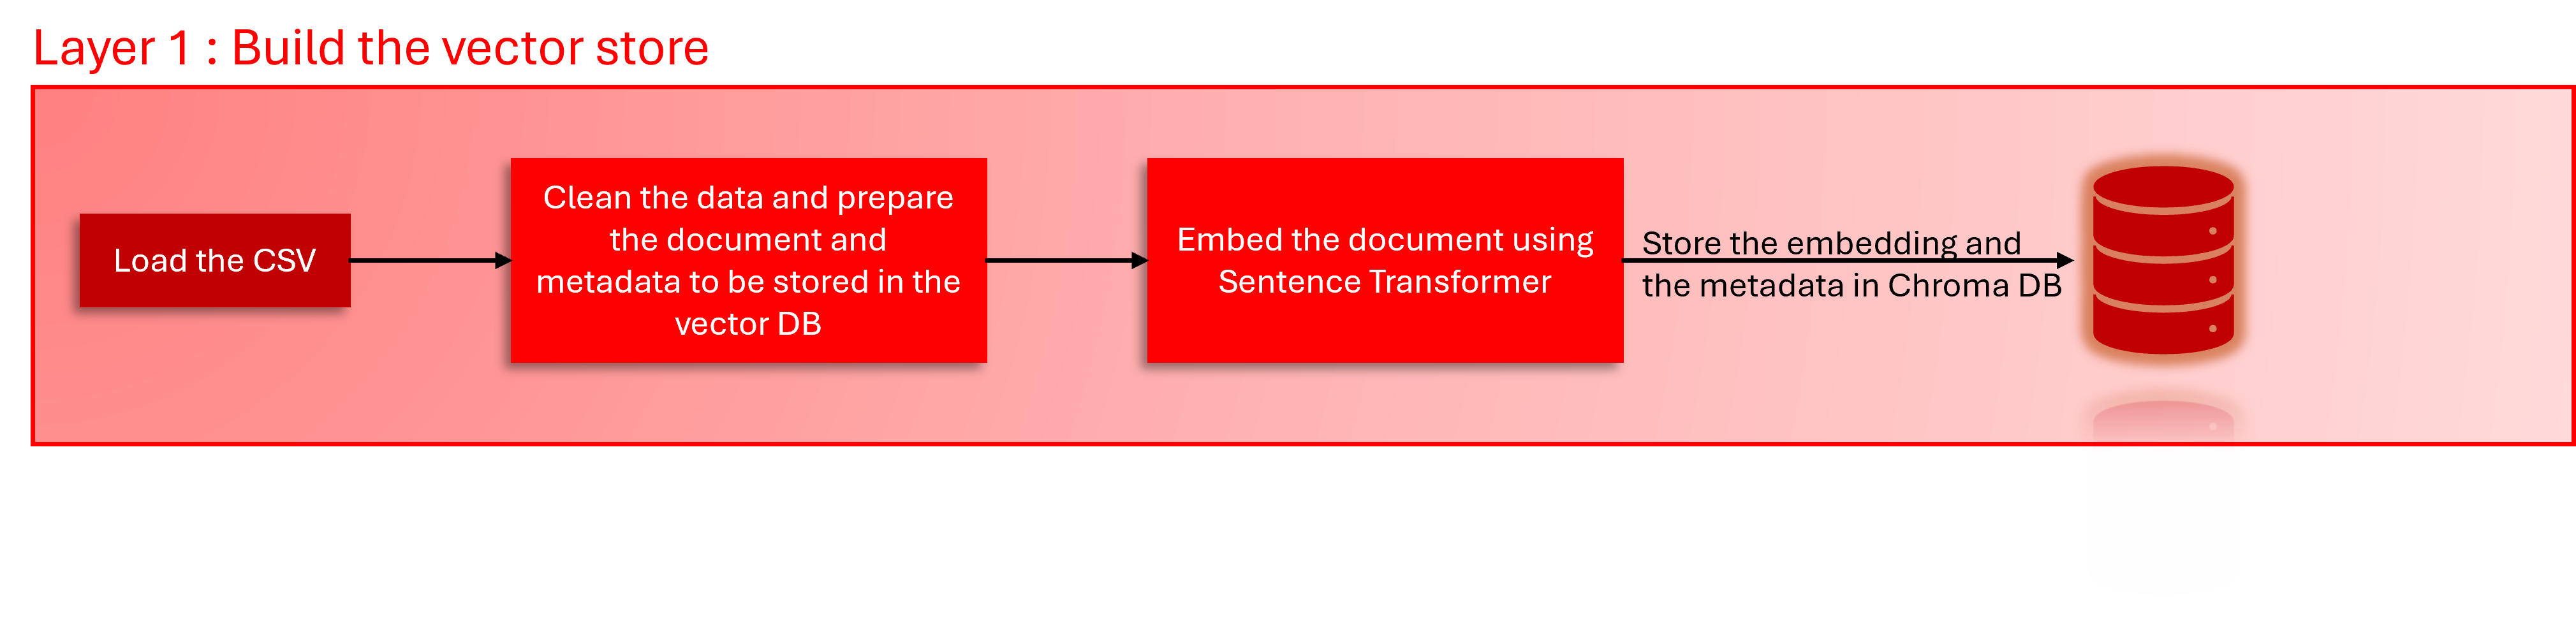 Layer 1 : Build the vector store
Load the CSV
Clean the data and prepare
the document and
metadata to be stored in the
vector DB
Embed the document using
Sentence Transformer
Store the embedding and
the metadata in Chroma DB